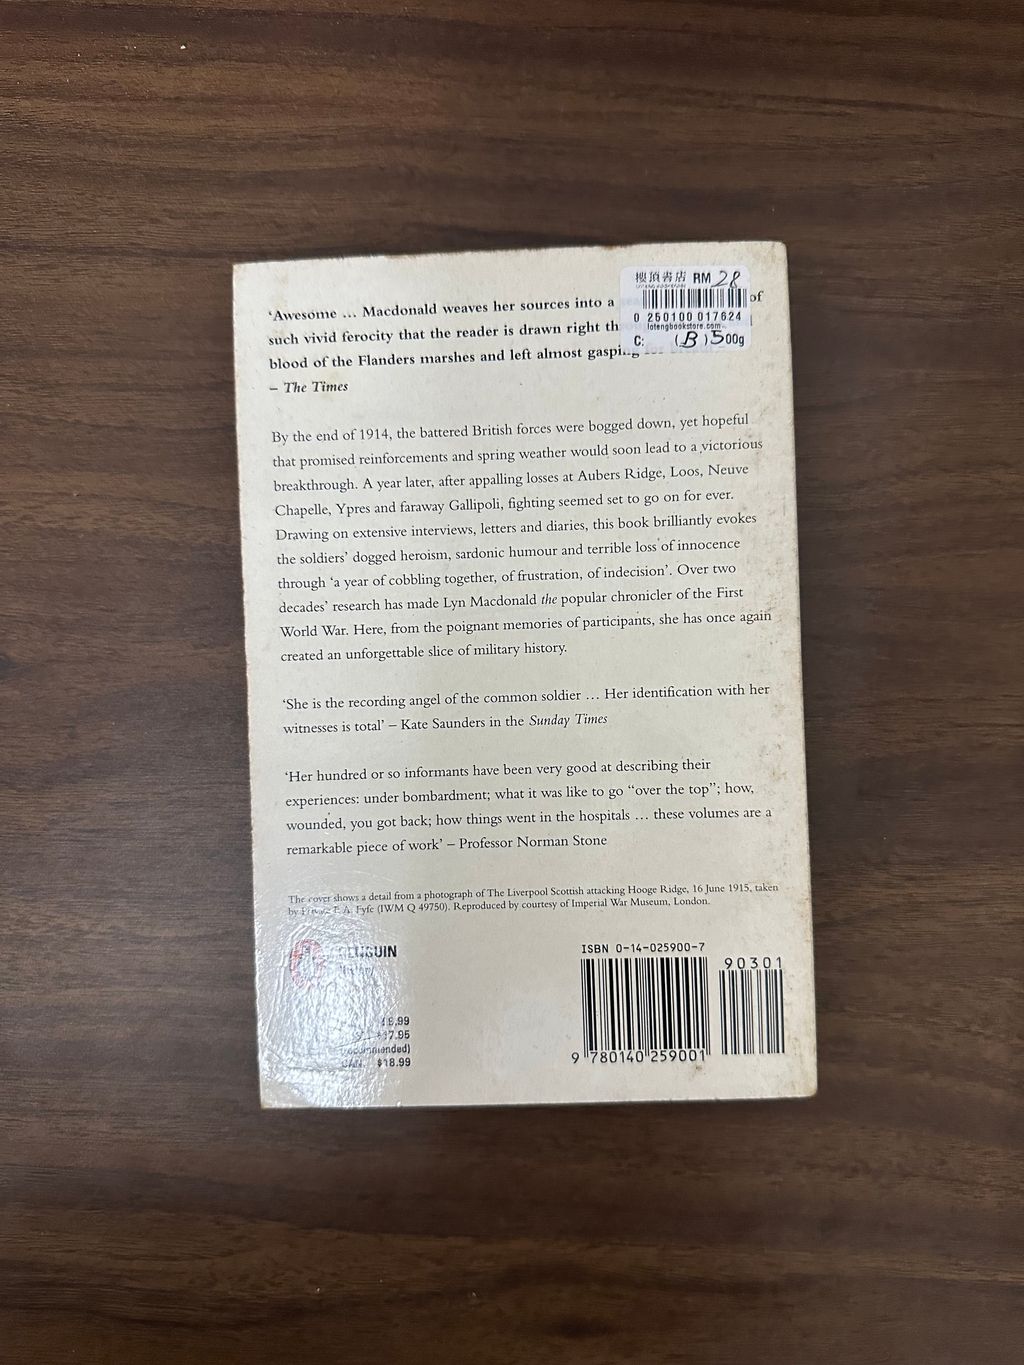 'Awesome … Macdonald weaves her sources into a of
such vivid ferocity that the reader is drawn right
blood of the Flanders marshes and left almost
– The Times
樓頂書店 RM 28
0 250100 017624
lotengbookstore.com
C: (B) 500g
By the end of 1914, the battered British forces were bogged down, yet hopeful
that promised reinforcements and spring weather would soon lead to a victorious
breakthrough. A year later, after appalling losses at Aubers Ridge, Loos, Neuve
Chapelle, Ypres and faraway Gallipoli, fighting seemed set to go on for ever.
Drawing on extensive interviews, letters and diaries, this book brilliantly evokes
the soldiers' dogged heroism, sardonic humour and terrible loss of innocence
through 'a year of cobbling together, of frustration, of indecision'. Over two
decades' research has made Lyn Macdonald the popular chronicler of the First
World War. Here, from the poignant memories of participants, she has once again
created an unforgettable slice of military history.
'She is the recording angel of the common soldier … Her identification with her
witnesses is total' – Kate Saunders in the Sunday Times
'Her hundred or so informants have been very good at describing their
experiences: under bombardment; what it was like to go "over the top"; how,
wounded, you got back; how things went in the hospitals … these volumes are a
remarkable piece of work' – Professor Norman Stone
The cover shows a detail from a photograph of The Liverpool Scottish attacking Hooge Ridge, 16 June 1915, taken
by Private F. A. Fyfe (IWM Q 49750). Reproduced by courtesy of Imperial War Museum, London.
PENGUIN
ISBN 0-14-025900-7
90301
9 780140 259001
$17.95
(recommended)
CAN. $18.99